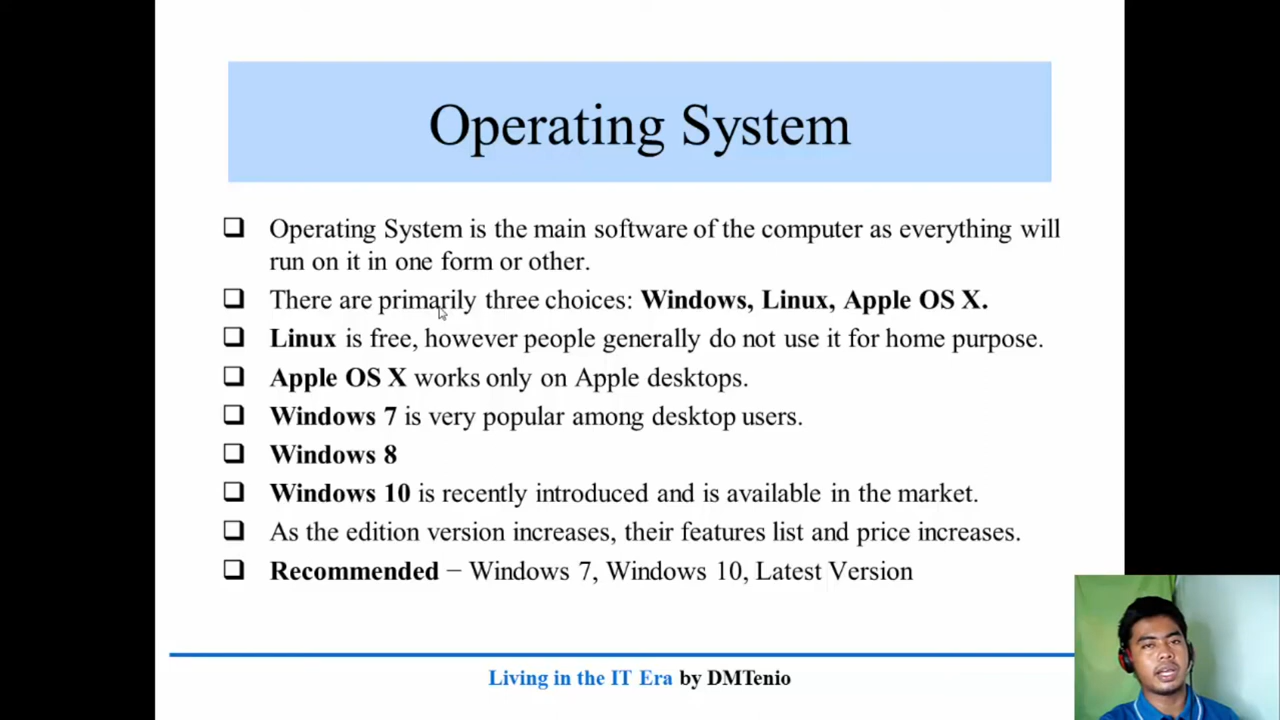 Operating System
Operating System is the main software of the computer as everything will
run on it in one form or other.
There are primarily three choices: Windows, Linux, Apple OS X.
Linux is free, however people generally do not use it for home purpose.
Apple OS X works only on Apple desktops.
Windows 7 is very popular among desktop users.
Windows 8
Windows 10 is recently introduced and is available in the market.
As the edition version increases, their features list and price increases.
Recommended − Windows 7, Windows 10, Latest Version
Living in the IT Era by DMTenio